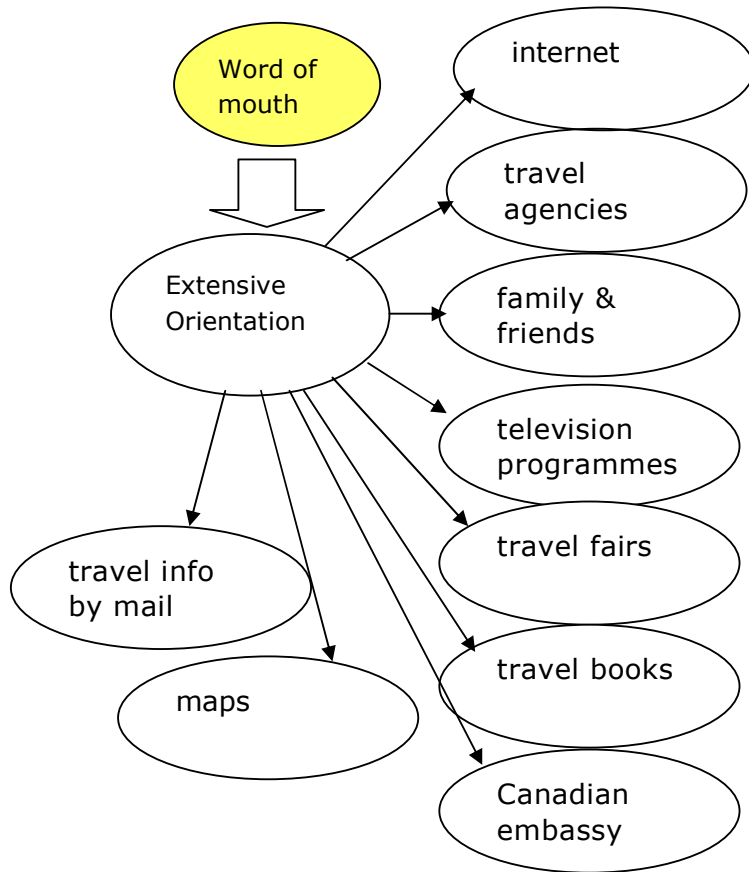 Word of
mouth
internet
travel
agencies
Extensive
Orientation
family &
friends
television
programmes
travel fairs
travel info
by mail
travel books
maps
Canadian
embassy